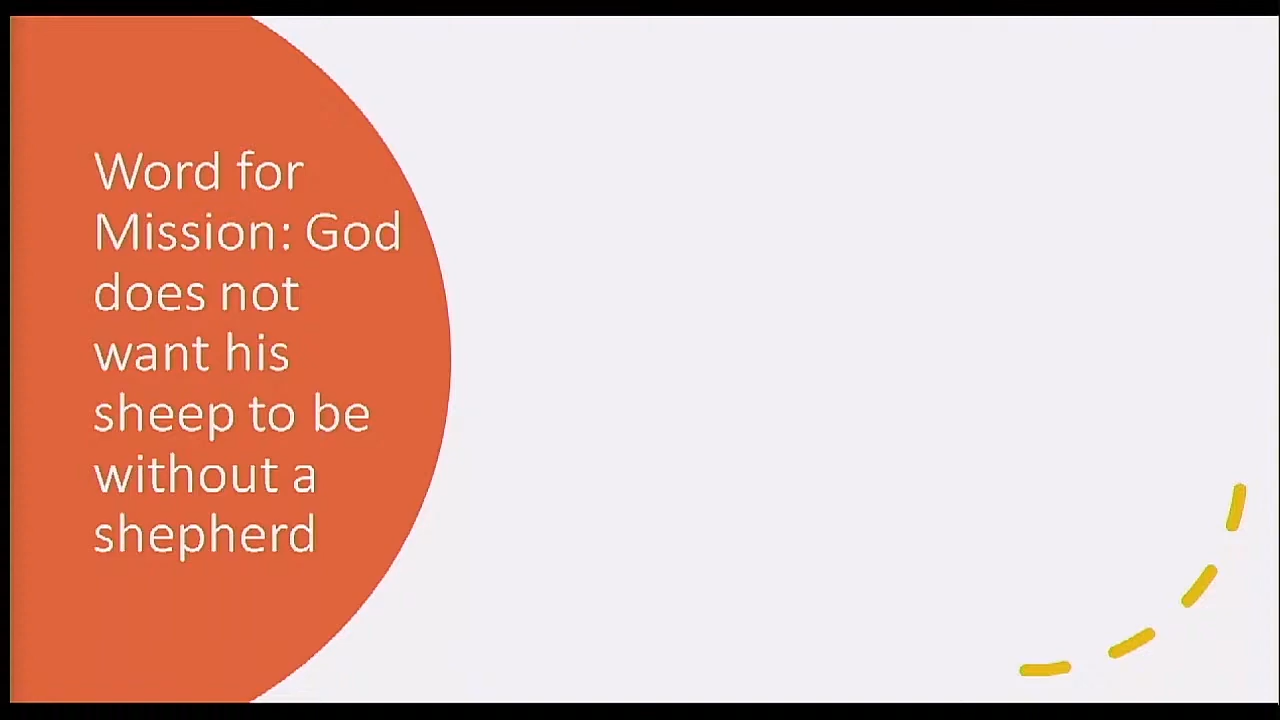 Word for
Mission: God
does not
want his
sheep to be
without a
shepherd